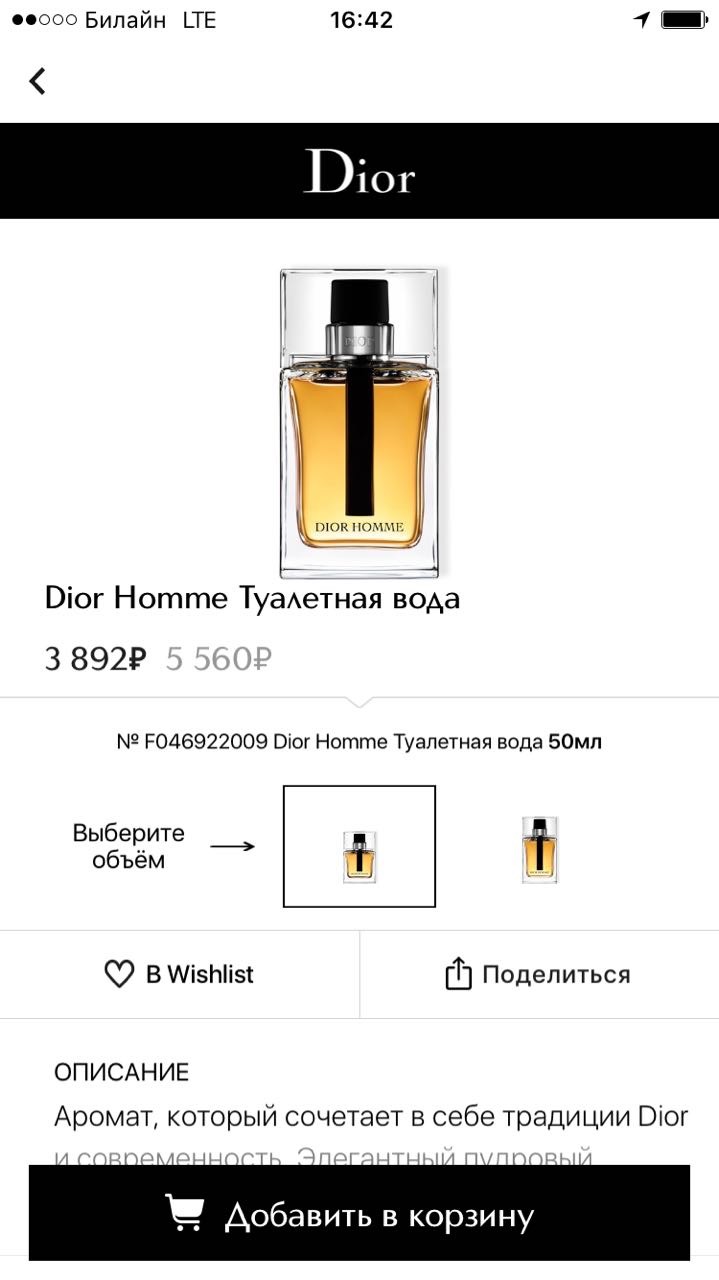 Билайн LTE 16:42
Dior
DIOR
DIOR HOMME
Dior Homme Туалетная вода
3 892₽ 5 560₽
№ F046922009 Dior Homme Туалетная вода 50мл
Выберите
объём
В Wishlist
Поделиться
ОПИСАНИЕ
Аромат, который сочетает в себе традиции Dior
и современность. Элегантный пудровый
Добавить в корзину